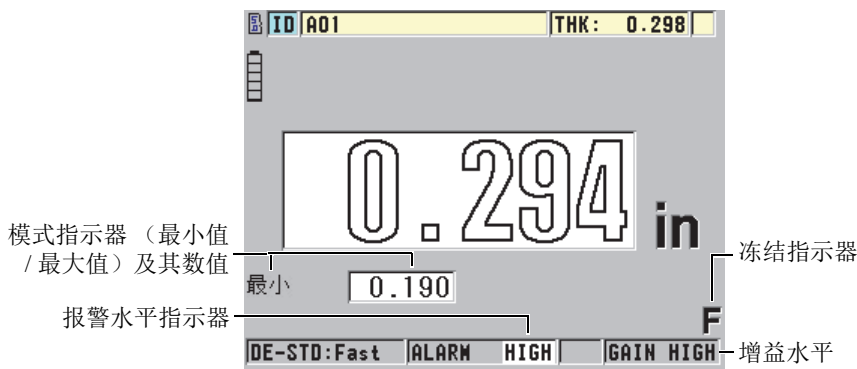 ID A01 THK: 0.298
0.294 in
模式指示器 （最小值
/ 最大值）及其数值
最小 0.190
冻结指示器
报警水平指示器
F
DE-STD:Fast ALARM HIGH GAIN HIGH
增益水平